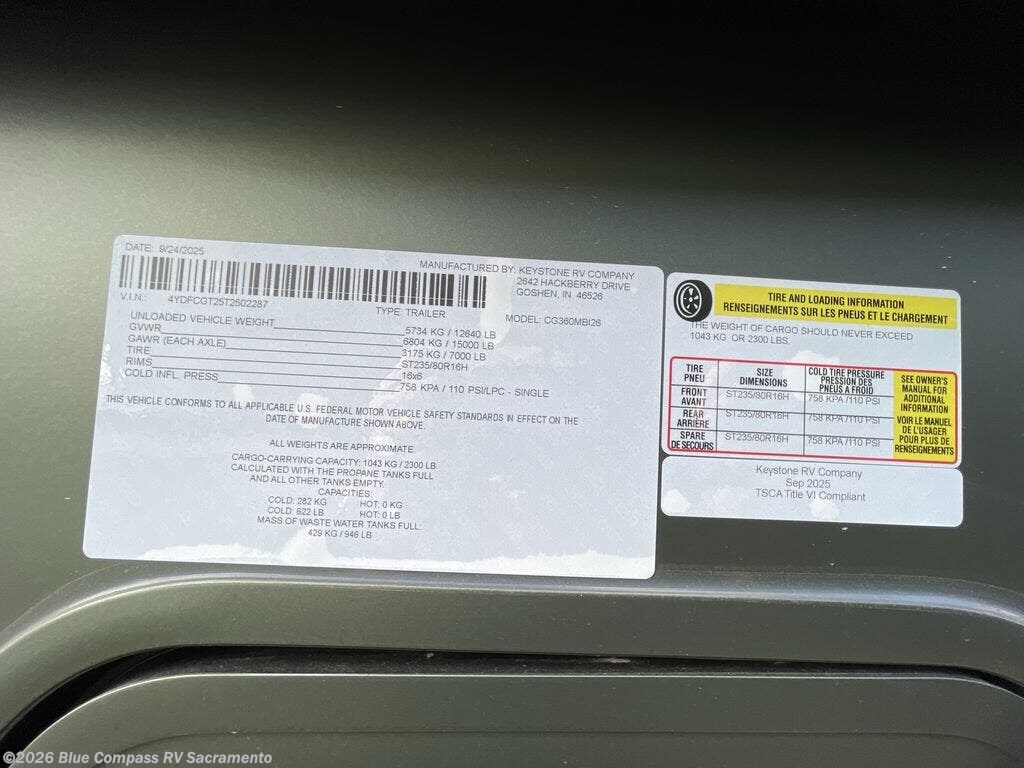 DATE: 9/24/2025
MANUFACTURED BY: KEYSTONE RV COMPANY
2642 HACKBERRY DRIVE
GOSHEN, IN 46526
V.I.N.: 4YDFCGT25T2502287
TYPE: TRAILER
MODEL: CG360MBI26
UNLOADED VEHICLE WEIGHT 5734 KG / 12640 LB
GVWR 6804 KG / 15000 LB
GAWR (EACH AXLE) 3175 KG / 7000 LB
TIRE ST235/80R16H
RIMS 16x6
COLD INFL. PRESS 758 KPA / 110 PSI/LPC - SINGLE
THIS VEHICLE CONFORMS TO ALL APPLICABLE U.S. FEDERAL MOTOR VEHICLE SAFETY STANDARDS IN EFFECT ON THE
DATE OF MANUFACTURE SHOWN ABOVE.
ALL WEIGHTS ARE APPROXIMATE.
CARGO-CARRYING CAPACITY: 1043 KG / 2300 LB
CALCULATED WITH THE PROPANE TANKS FULL
AND ALL OTHER TANKS EMPTY.
CAPACITIES:
COLD: 282 KG HOT: 0 KG
COLD: 622 LB HOT: 0 LB
MASS OF WASTE WATER TANKS FULL:
429 KG / 946 LB
TIRE AND LOADING INFORMATION
RENSEIGNEMENTS SUR LES PNEUS ET LE CHARGEMENT
THE WEIGHT OF CARGO SHOULD NEVER EXCEED
1043 KG OR 2300 LBS.
TIRE
PNEU
SIZE
DIMENSIONS
COLD TIRE PRESSURE
PRESSION DES
PNEUS A FROID
FRONT
AVANT
ST235/80R16H
758 KPA /110 PSI
REAR
ARRIÈRE
ST235/80R16H
758 KPA /110 PSI
SPARE
DE SECOURS
ST235/80R16H
758 KPA /110 PSI
SEE OWNER'S
MANUAL FOR
ADDITIONAL
INFORMATION
VOIR LE MANUEL
DE L'USAGER
POUR PLUS DE
RENSEIGNEMENTS
Keystone RV Company
Sep 2025
TSCA Title VI Compliant
©2026 Blue Compass RV Sacramento